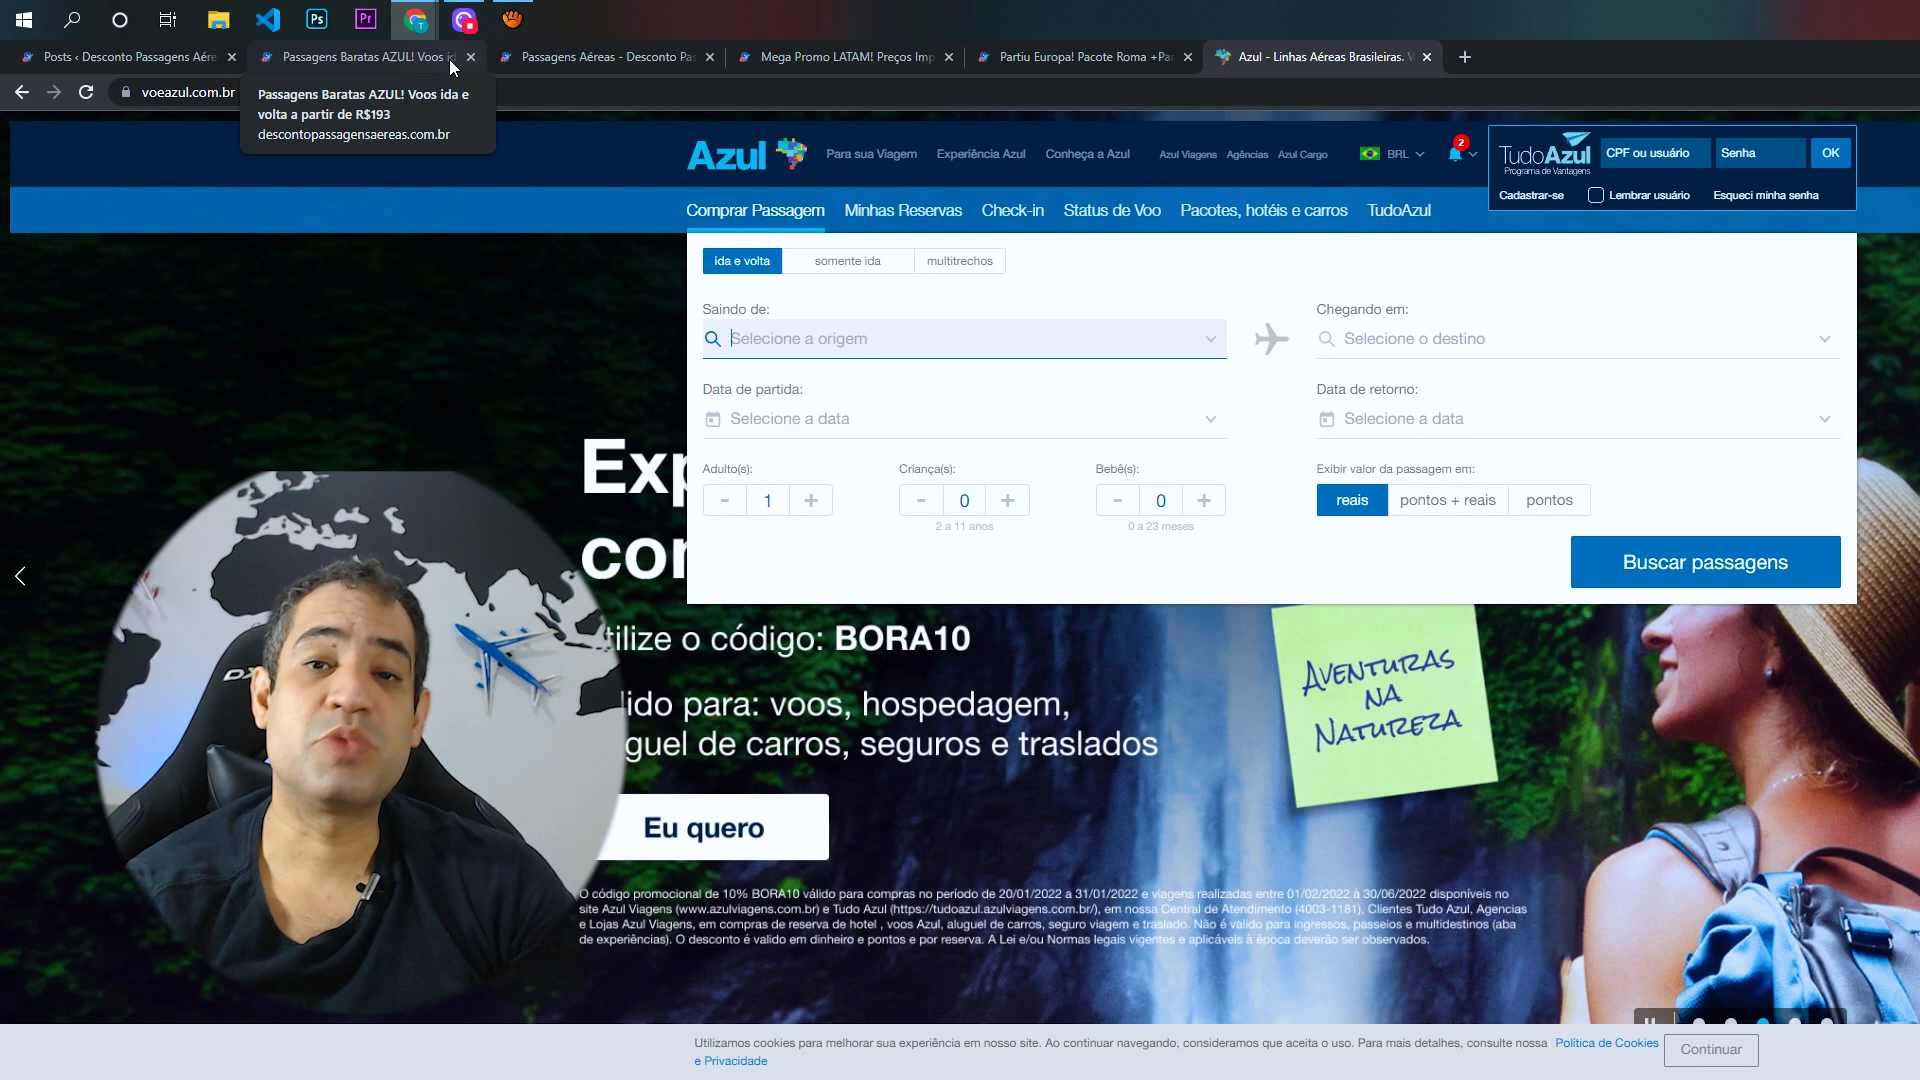 Posts ‹ Desconto Passagens Aére
Passagens Baratas AZUL! Voos id
Passagens Aéreas - Desconto Pas
Mega Promo LATAM! Preços Imp
Partiu Europa! Pacote Roma +Par
Azul - Linhas Aéreas Brasileiras. V
voeazul.com.br
Passagens Baratas AZUL! Voos ida e
volta a partir de R$193
descontopassagensaereas.com.br
Azul
Para sua Viagem
Experiência Azul
Conheça a Azul
Azul Viagens
Agências
Azul Cargo
BRL
2
TudoAzul
Programa de Vantagens
CPF ou usuário
Senha
OK
Cadastrar-se
Lembrar usuário
Esqueci minha senha
Comprar Passagem
Minhas Reservas
Check-in
Status de Voo
Pacotes, hotéis e carros
TudoAzul
ida e volta
somente ida
multitrechos
Saindo de:
Chegando em:
Selecione a origem
Selecione o destino
Data de partida:
Data de retorno:
Selecione a data
Selecione a data
Adulto(s):
Criança(s):
Bebê(s):
Exibir valor da passagem em:
- 1 +
- 0 +
- 0 +
reais
pontos + reais
pontos
2 a 11 anos
0 a 23 meses
Buscar passagens
Exp
con
tilize o código: BORA10
lido para: voos, hospedagem,
guel de carros, seguros e traslados
AVENTURAS
NA
NATUREZA
DX
Eu quero
O código promocional de 10% BORA10 válido para compras no período de 20/01/2022 a 31/01/2022 e viagens realizadas entre 01/02/2022 à 30/06/2022 disponíveis no
site Azul Viagens (www.azulviagens.com.br) e Tudo Azul (https://tudoazul.azulviagens.com.br/), em nossa Central de Atendimento (4003-1181), Clientes Tudo Azul, Agencias
e Lojas Azul Viagens, em compras de reserva de hotel , voos Azul, aluguel de carros, seguro viagem e traslado. Não é valido para ingressos, passeios e multidestinos (aba
de experiências). O desconto é valido em dinheiro e pontos e por reserva. A Lei e/ou Normas legais vigentes e aplicáveis à época deverão ser observados.
Utilizamos cookies para melhorar sua experiência em nosso site. Ao continuar navegando, consideramos que aceita o uso. Para mais detalhes, consulte nossa Política de Cookies
e Privacidade
Continuar
Ps
Pr